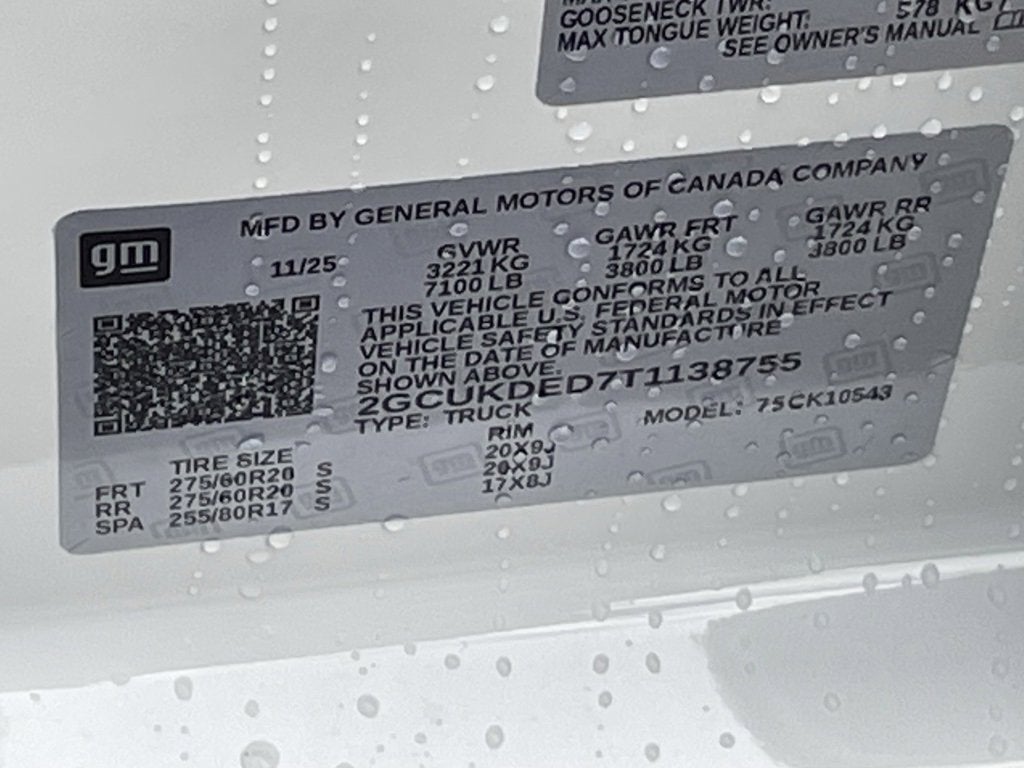 GOOSENECK TWR:
578 KG
MAX TONGUE WEIGHT:
SEE OWNER'S MANUAL
MFD BY GENERAL MOTORS OF CANADA COMPANY
gm
11/25 GVWR GAWR FRT GAWR RR
3221 KG 1724 KG 1724 KG
7100 LB 3800 LB 3800 LB
THIS VEHICLE CONFORMS TO ALL
APPLICABLE U.S. FEDERAL MOTOR
VEHICLE SAFETY STANDARDS IN EFFECT
ON THE DATE OF MANUFACTURE
SHOWN ABOVE.
2GCUKDED7T1138755
TYPE: TRUCK MODEL: 75CK10543
TIRE SIZE RIM
FRT 275/60R20 S 20X9J
RR 275/60R20 S 20X9J
SPA 255/80R17 S 17X8J